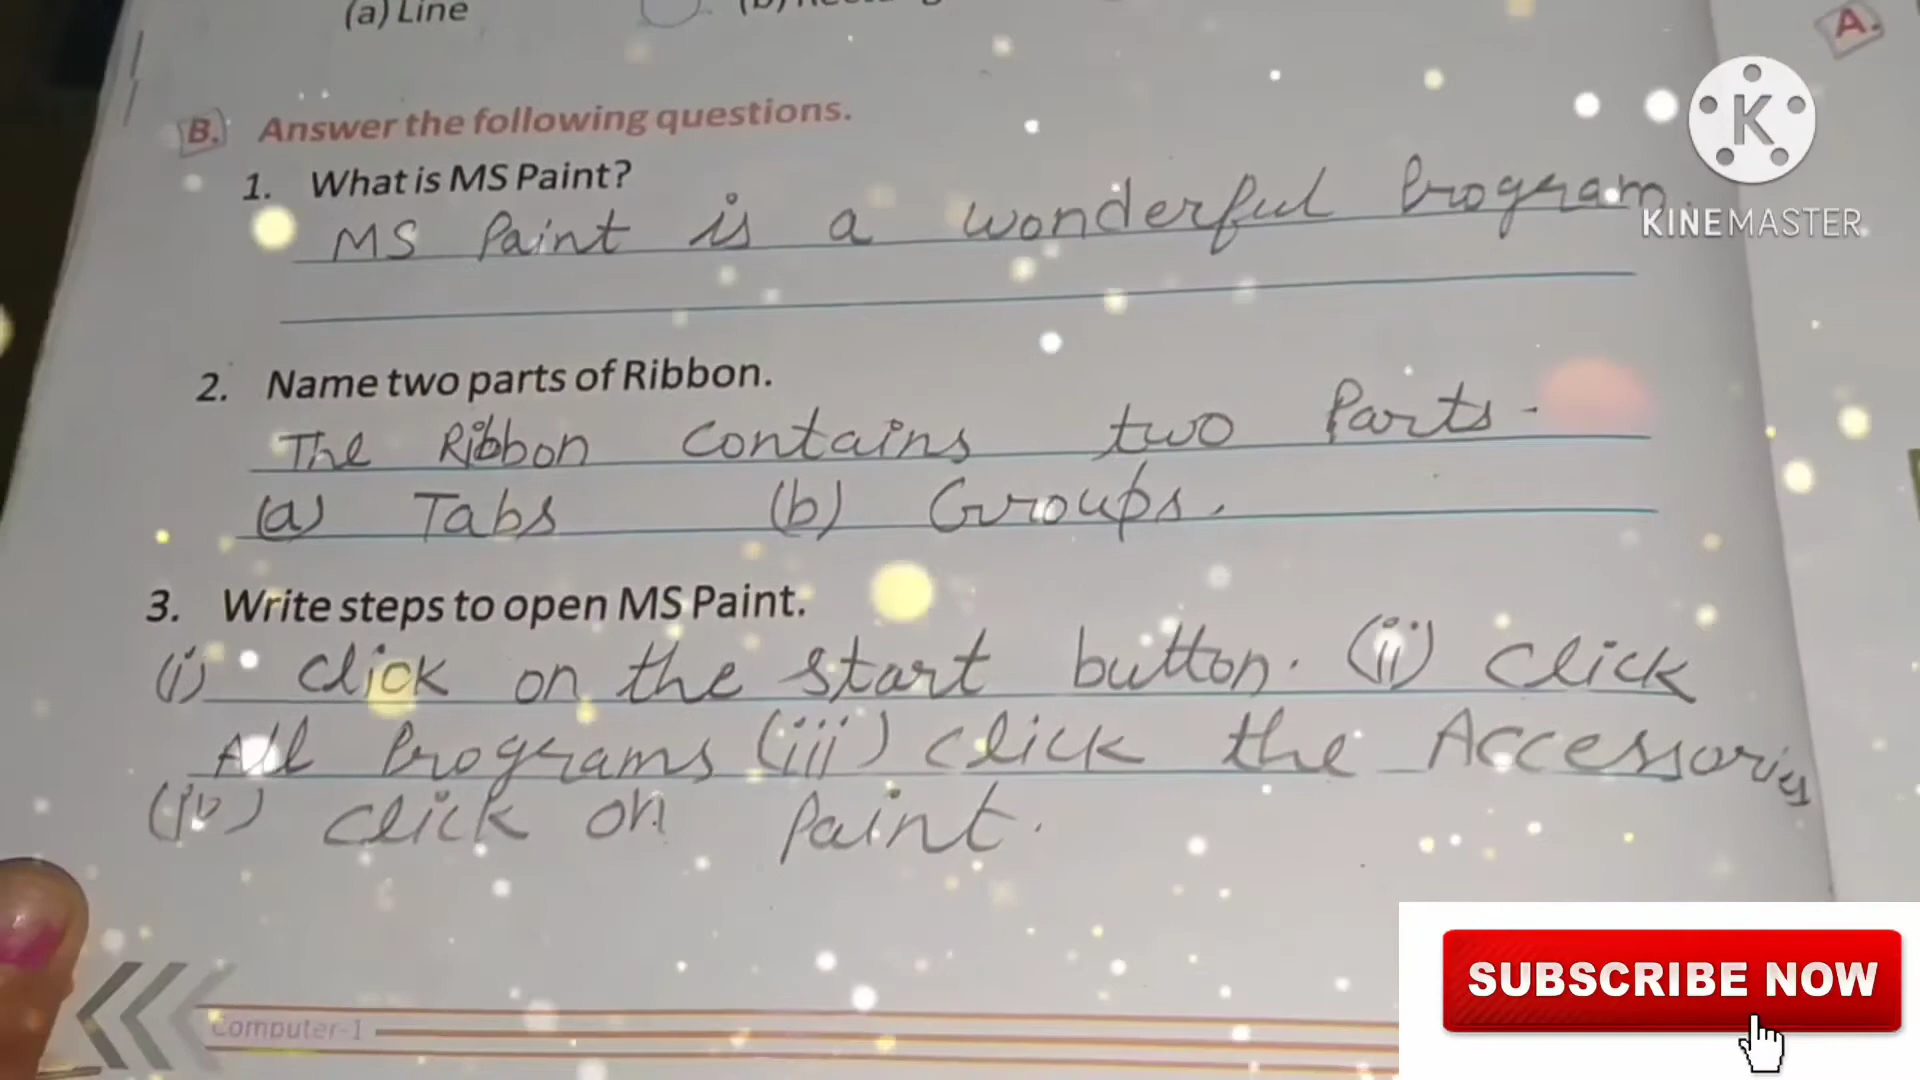 (a) Line
A.
B. Answer the following questions.
1. What is MS Paint?
MS Paint is a wonderful Program.
KINEMASTER
2. Name two parts of Ribbon.
The Ribbon contains two Parts-
(a) Tabs (b) Groups.
3. Write steps to open MS Paint.
(i) click on the start button. (ii) click
All Programs (iii) click the Accessories
(iv) click on Paint.
Computer-1
SUBSCRIBE NOW